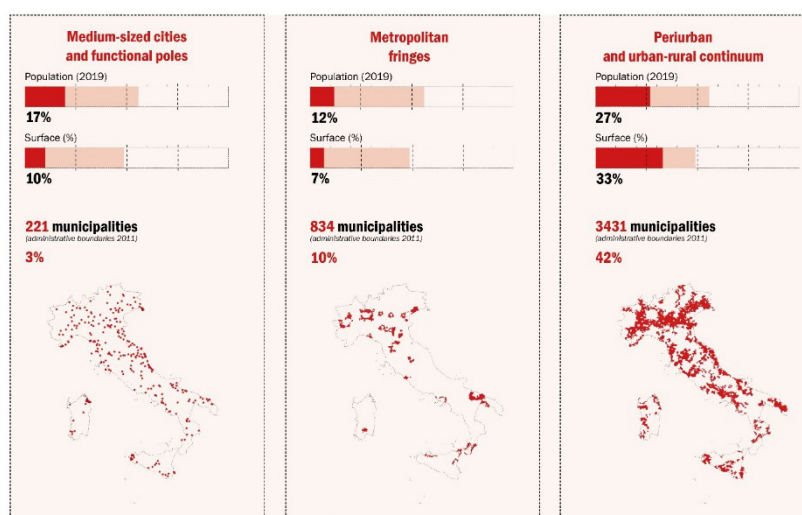 Medium-sized cities
and functional poles
Population (2019)
17%
Surface (%)
10%
221 municipalities
(administrative boundaries 2011)
3%
Metropolitan
fringes
Population (2019)
12%
Surface (%)
7%
834 municipalities
(administrative boundaries 2011)
10%
Periurban
and urban-rural continuum
Population (2019)
27%
Surface (%)
33%
3431 municipalities
(administrative boundaries 2011)
42%